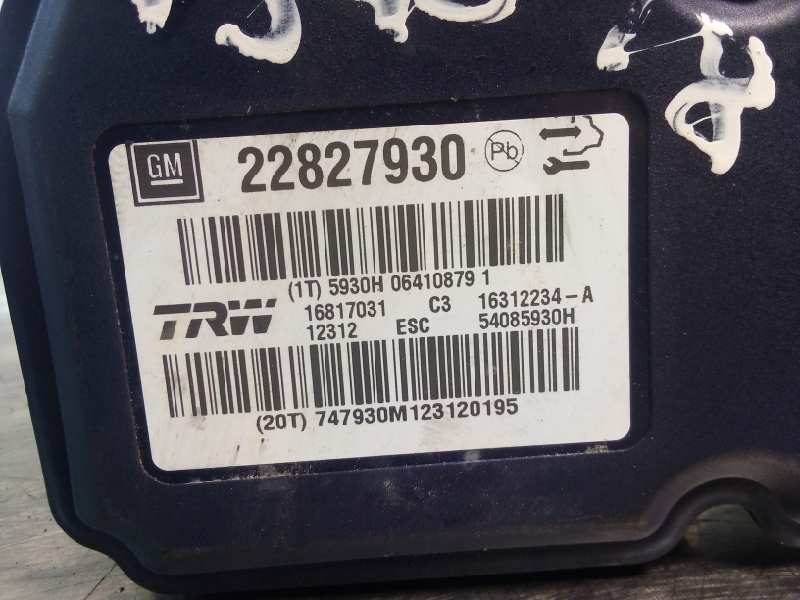 GM 22827930 Pb
(1T) 5930H 06410879 1
TRW 16817031 C3 16312234-A
12312 ESC 54085930H
(20T) 747930M123120195